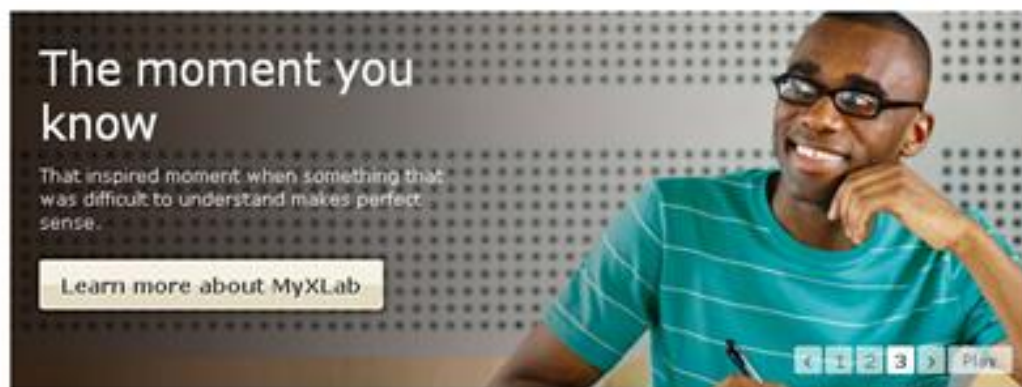 The moment you
know
That inspired moment when something that
was difficult to understand makes perfect
sense.
Learn more about MyXLab
‹ 1 2 3 › Play